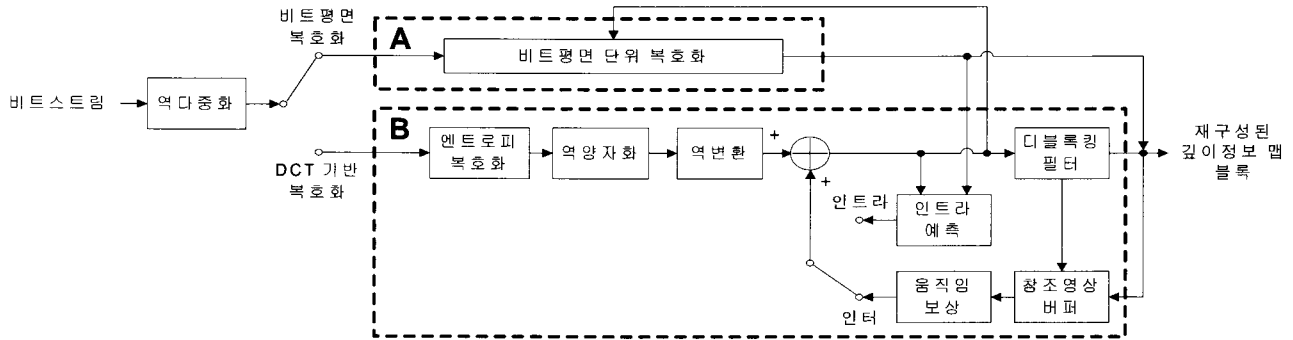 비트평면
복호화
A
비트평면 단위 복호화
비트스트림
역다중화
B
엔트로피
복호화
역양자화
역변환
+
+
디블록킹
필터
재구성된
깊이정보 맵
블록
DCT 기반
복호화
인트라
인트라
예측
움직임
보상
참조영상
버퍼
인터